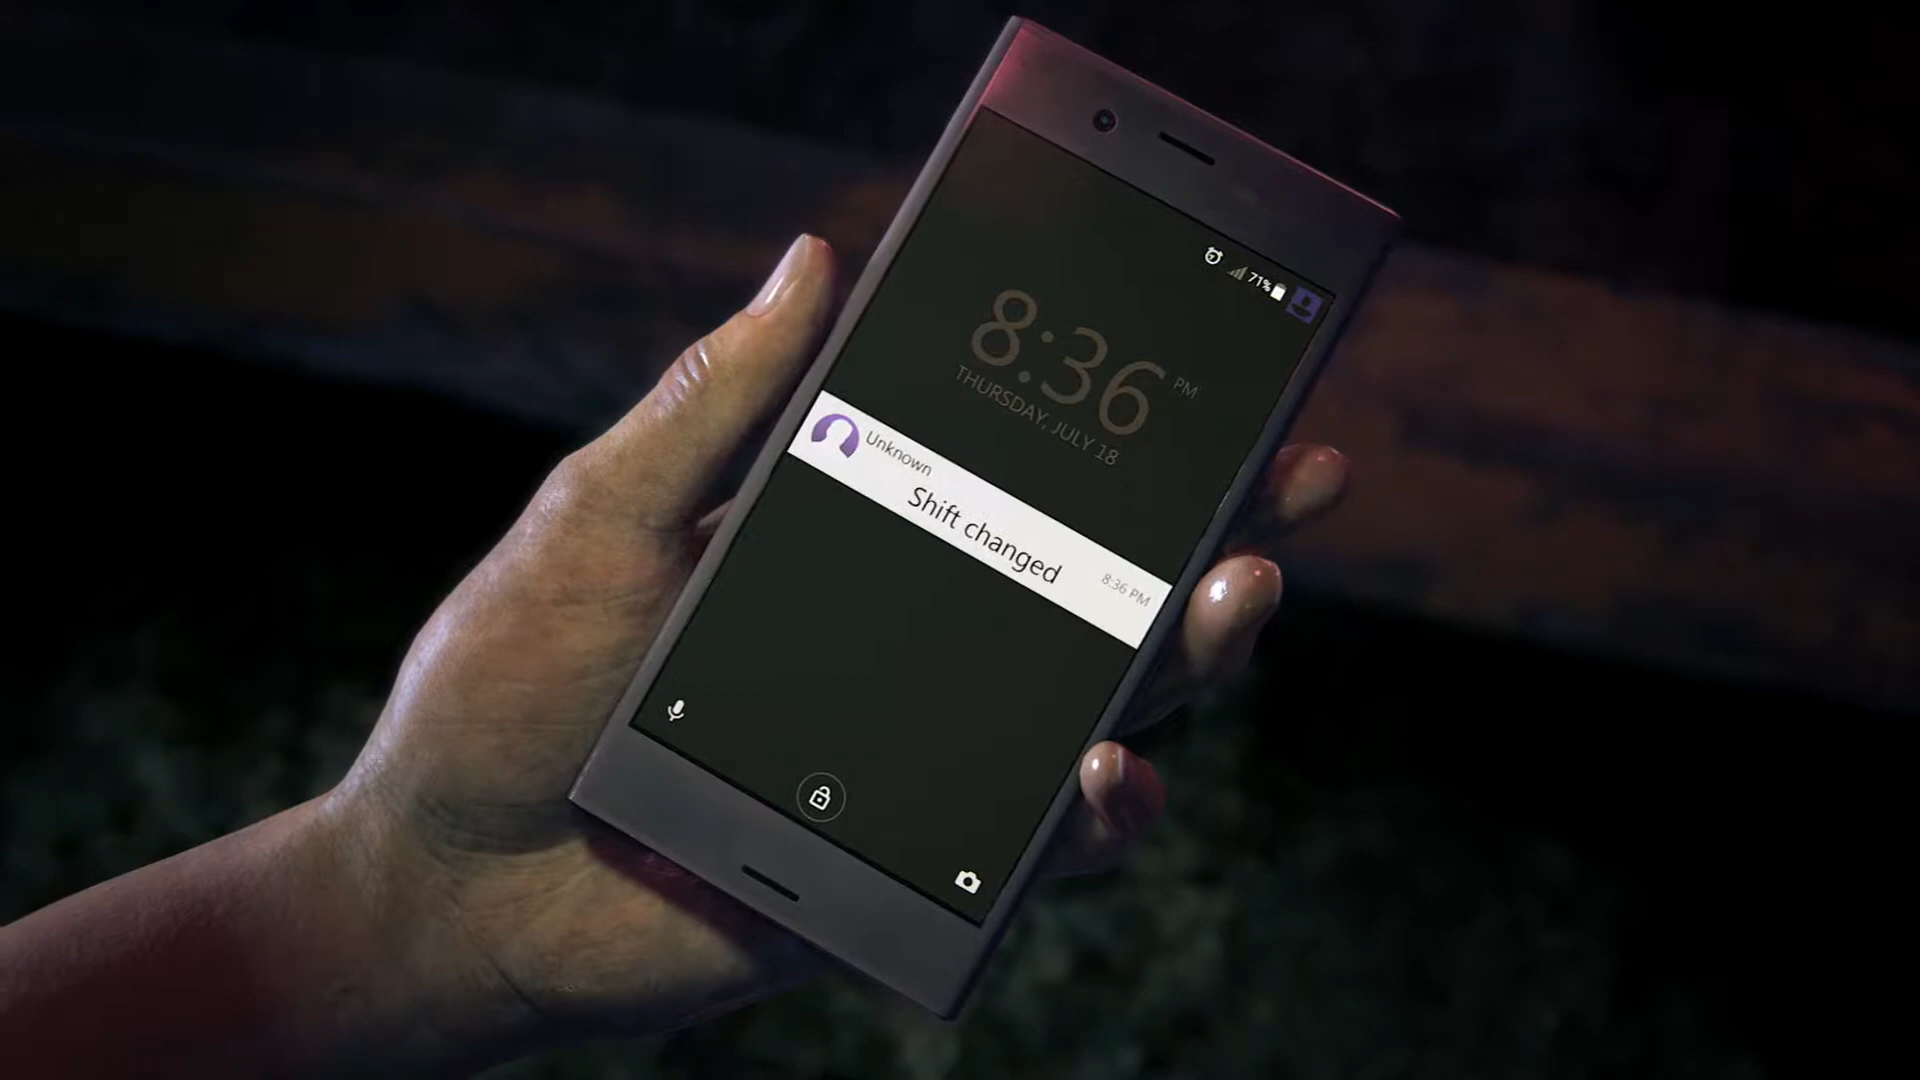 71%
8:36 PM
THURSDAY, JULY 18
Unknown
Shift changed
8:36 PM